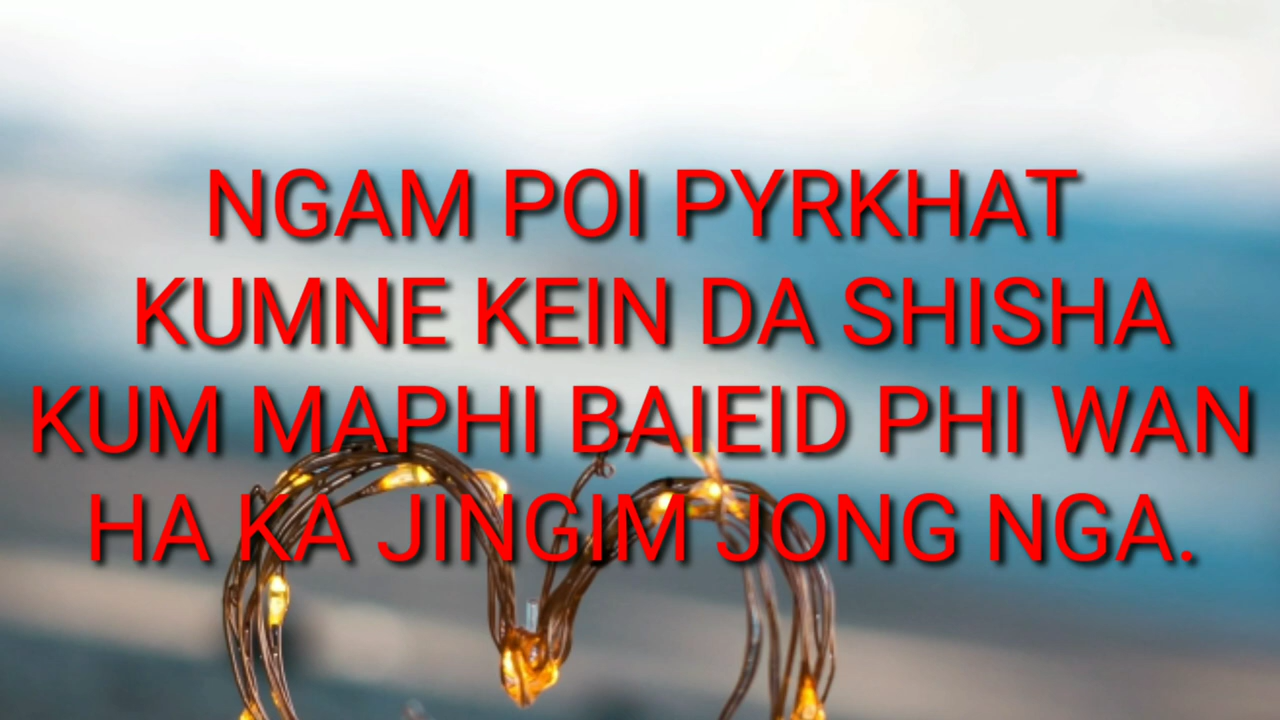 NGAM POI PYRKHAT
KUMNE KEIN DA SHISHA
KUM MAPHI BAIEID PHI WAN
HA KA JINGIM JONG NGA.